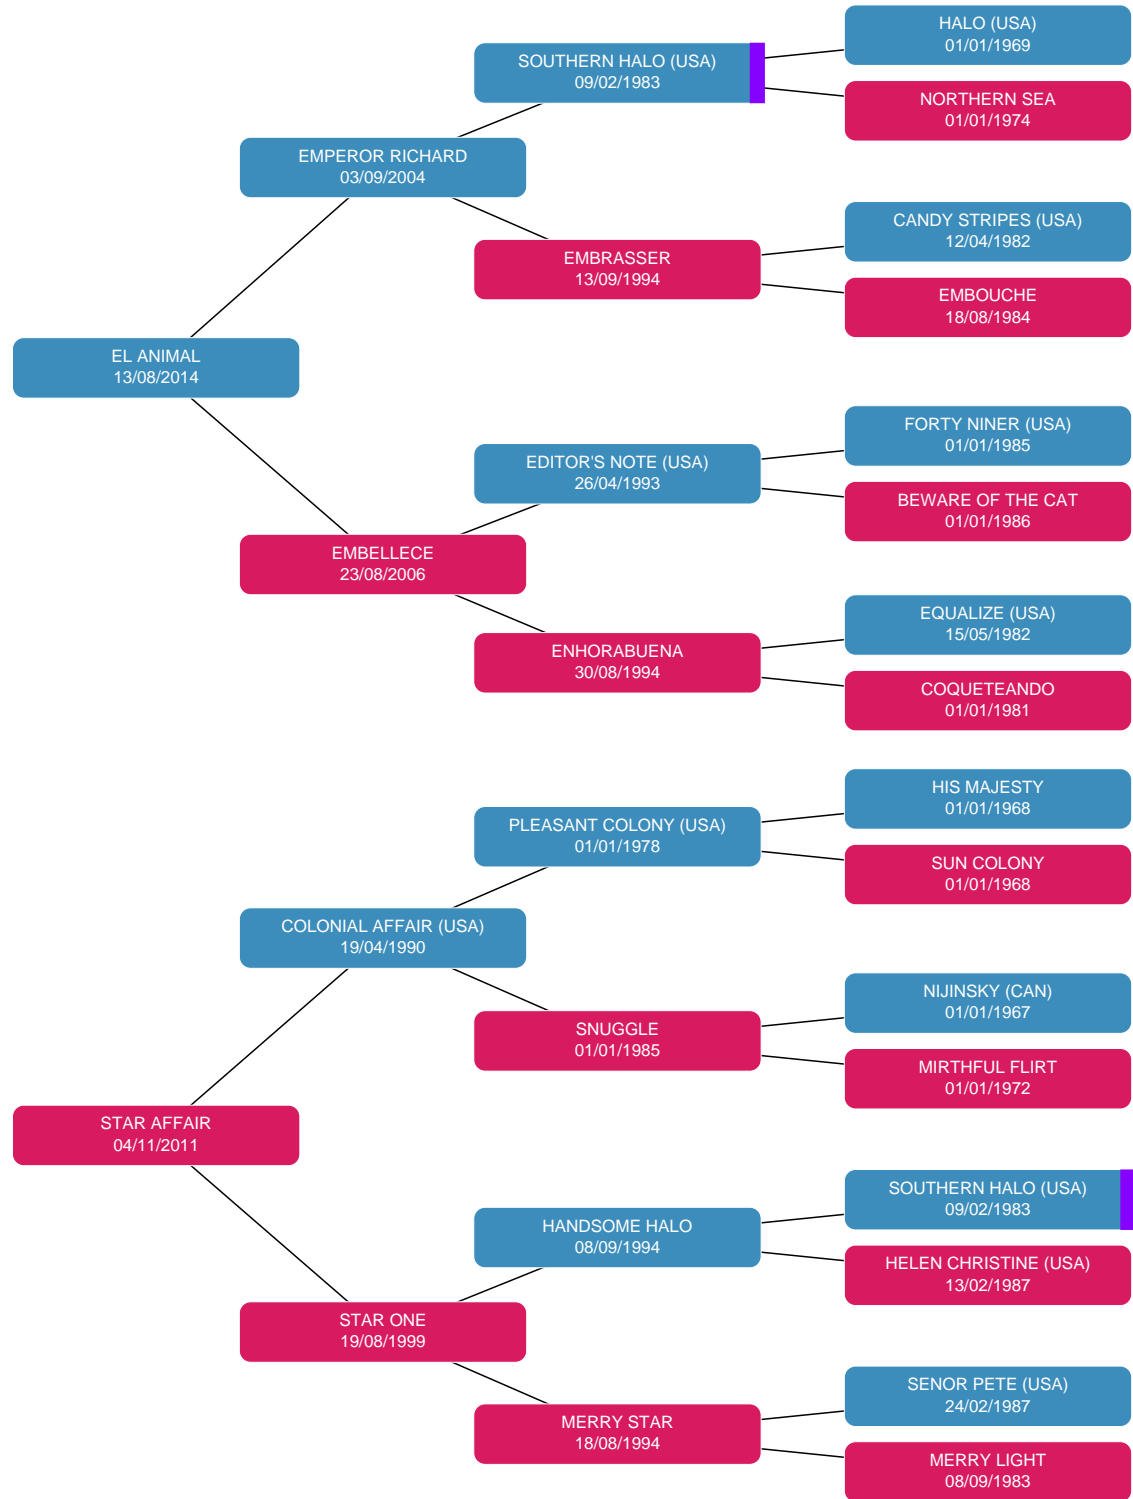 HALO (USA)
01/01/1969
SOUTHERN HALO (USA)
09/02/1983
NORTHERN SEA
01/01/1974
EMPEROR RICHARD
03/09/2004
CANDY STRIPES (USA)
12/04/1982
EMBRASSER
13/09/1994
EMBOUCHE
18/08/1984
EL ANIMAL
13/08/2014
FORTY NINER (USA)
01/01/1985
EDITOR'S NOTE (USA)
26/04/1993
BEWARE OF THE CAT
01/01/1986
EMBELLECE
23/08/2006
EQUALIZE (USA)
15/05/1982
ENHORABUENA
30/08/1994
COQUETEANDO
01/01/1981
HIS MAJESTY
01/01/1968
PLEASANT COLONY (USA)
01/01/1978
SUN COLONY
01/01/1968
COLONIAL AFFAIR (USA)
19/04/1990
NIJINSKY (CAN)
01/01/1967
SNUGGLE
01/01/1985
MIRTHFUL FLIRT
01/01/1972
STAR AFFAIR
04/11/2011
SOUTHERN HALO (USA)
09/02/1983
HANDSOME HALO
08/09/1994
HELEN CHRISTINE (USA)
13/02/1987
STAR ONE
19/08/1999
SENOR PETE (USA)
24/02/1987
MERRY STAR
18/08/1994
MERRY LIGHT
08/09/1983